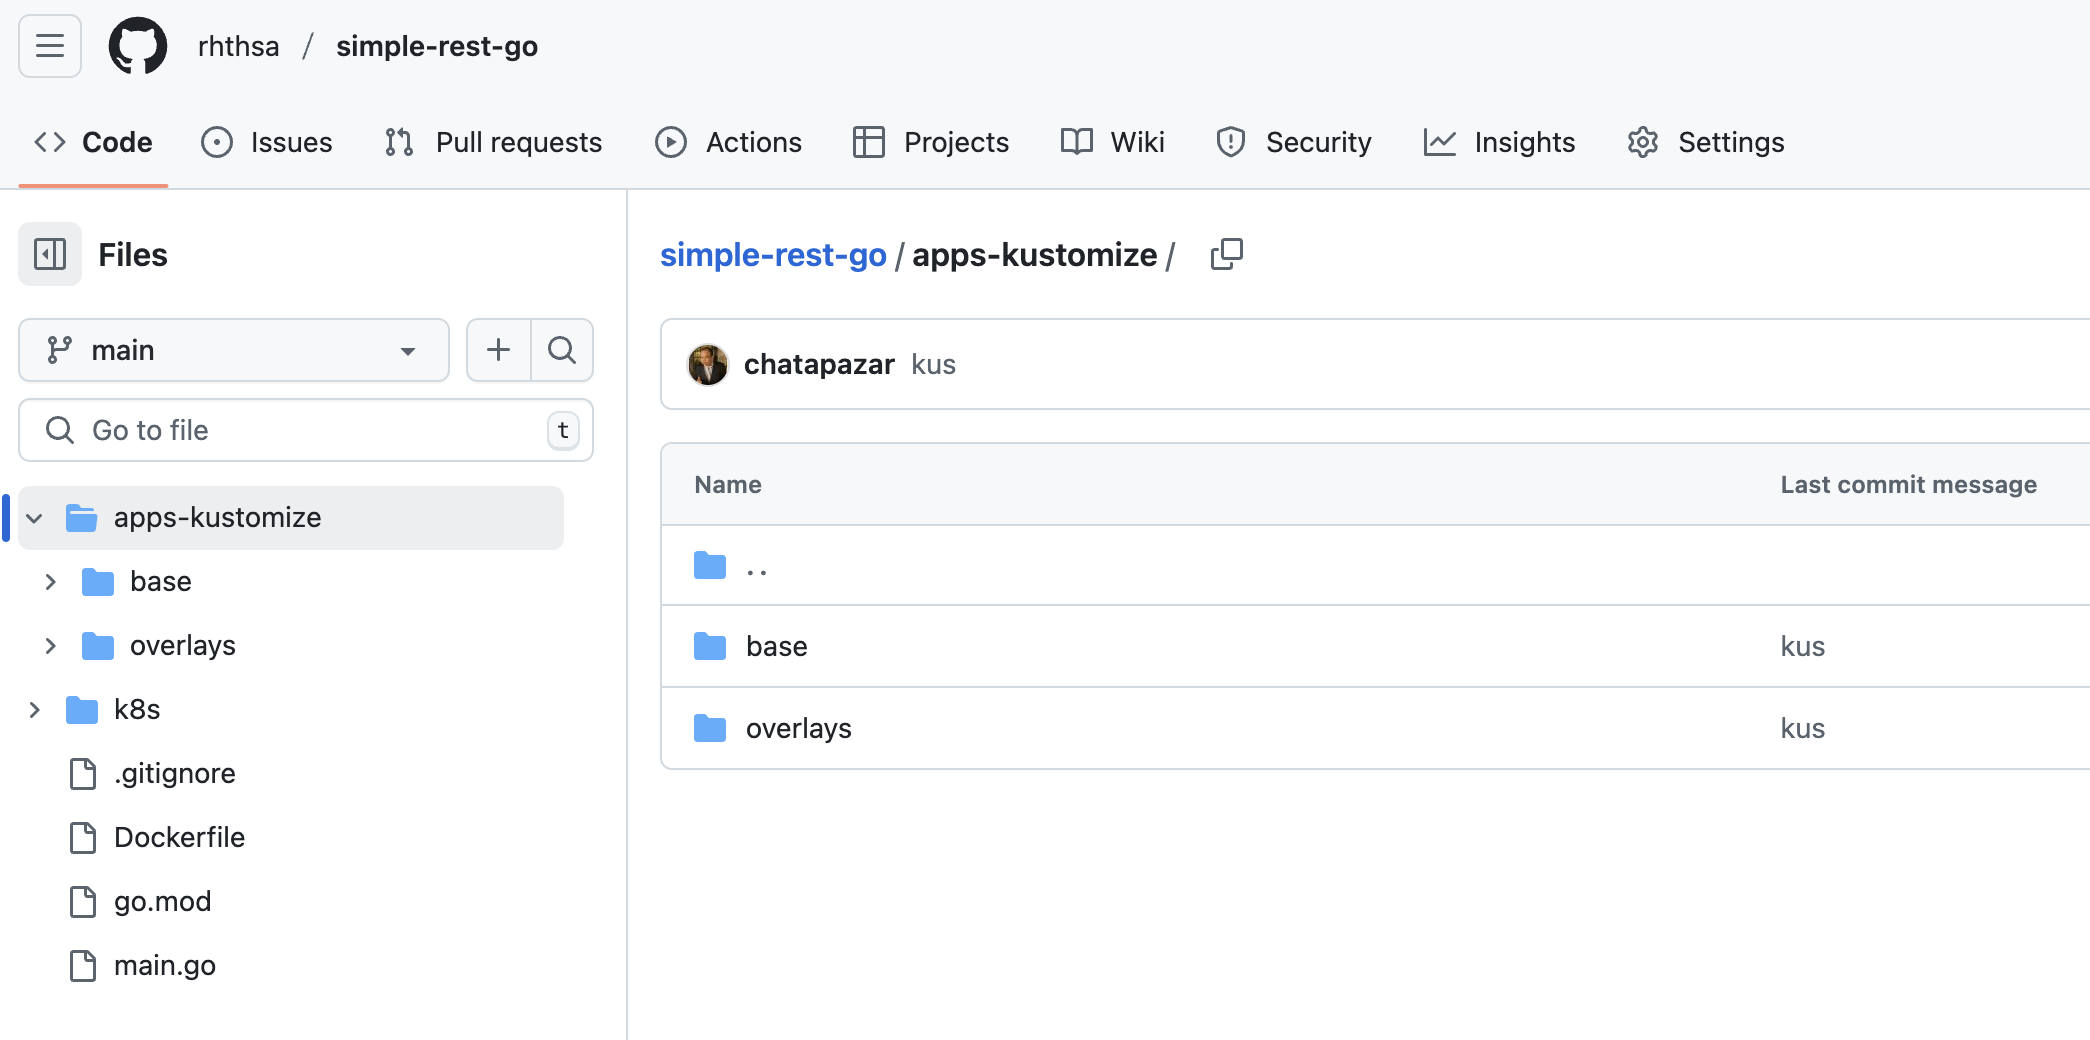 rhthsa / simple-rest-go
Code Issues Pull requests Actions Projects Wiki Security Insights Settings
Files
main
Go to file t
apps-kustomize
base
overlays
k8s
.gitignore
Dockerfile
go.mod
main.go
simple-rest-go / apps-kustomize /
chatapazar kus
Name Last commit message
..
base kus
overlays kus